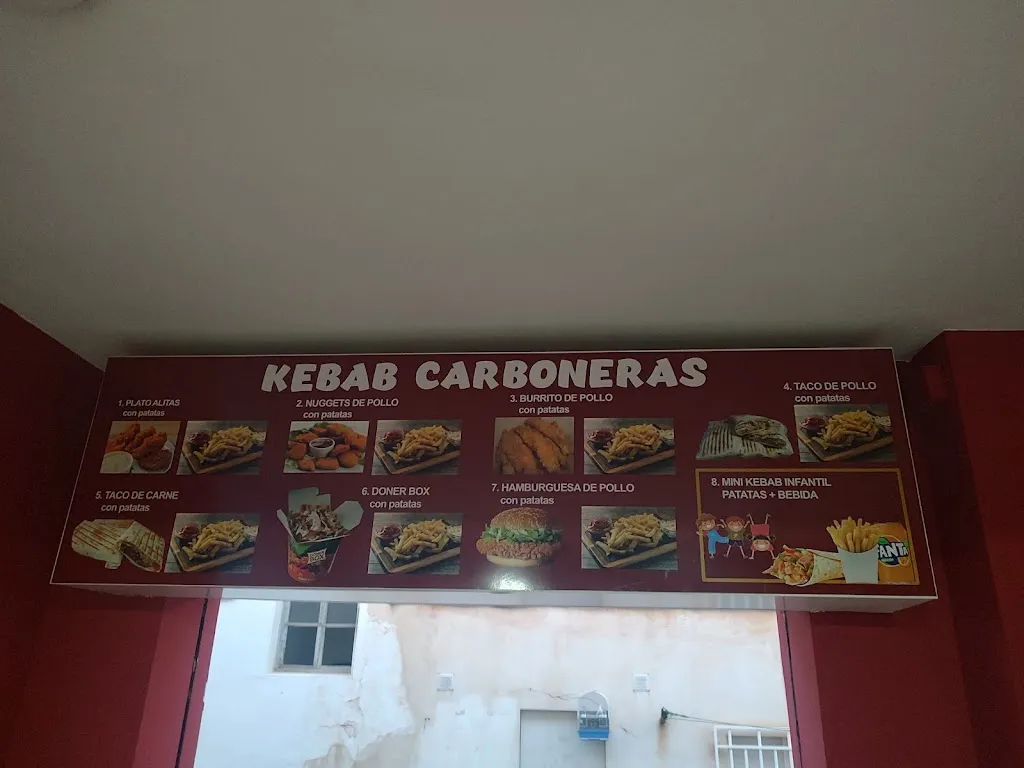 KEBAB CARBONERAS
1. PLATO ALITAS
con patatas
2. NUGGETS DE POLLO
con patatas
3. BURRITO DE POLLO
con patatas
4. TACO DE POLLO
con patatas
5. TACO DE CARNE
con patatas
6. DONER BOX
con patatas
7. HAMBURGUESA DE POLLO
con patatas
8. MINI KEBAB INFANTIL
PATATAS + BEBIDA
FANTA